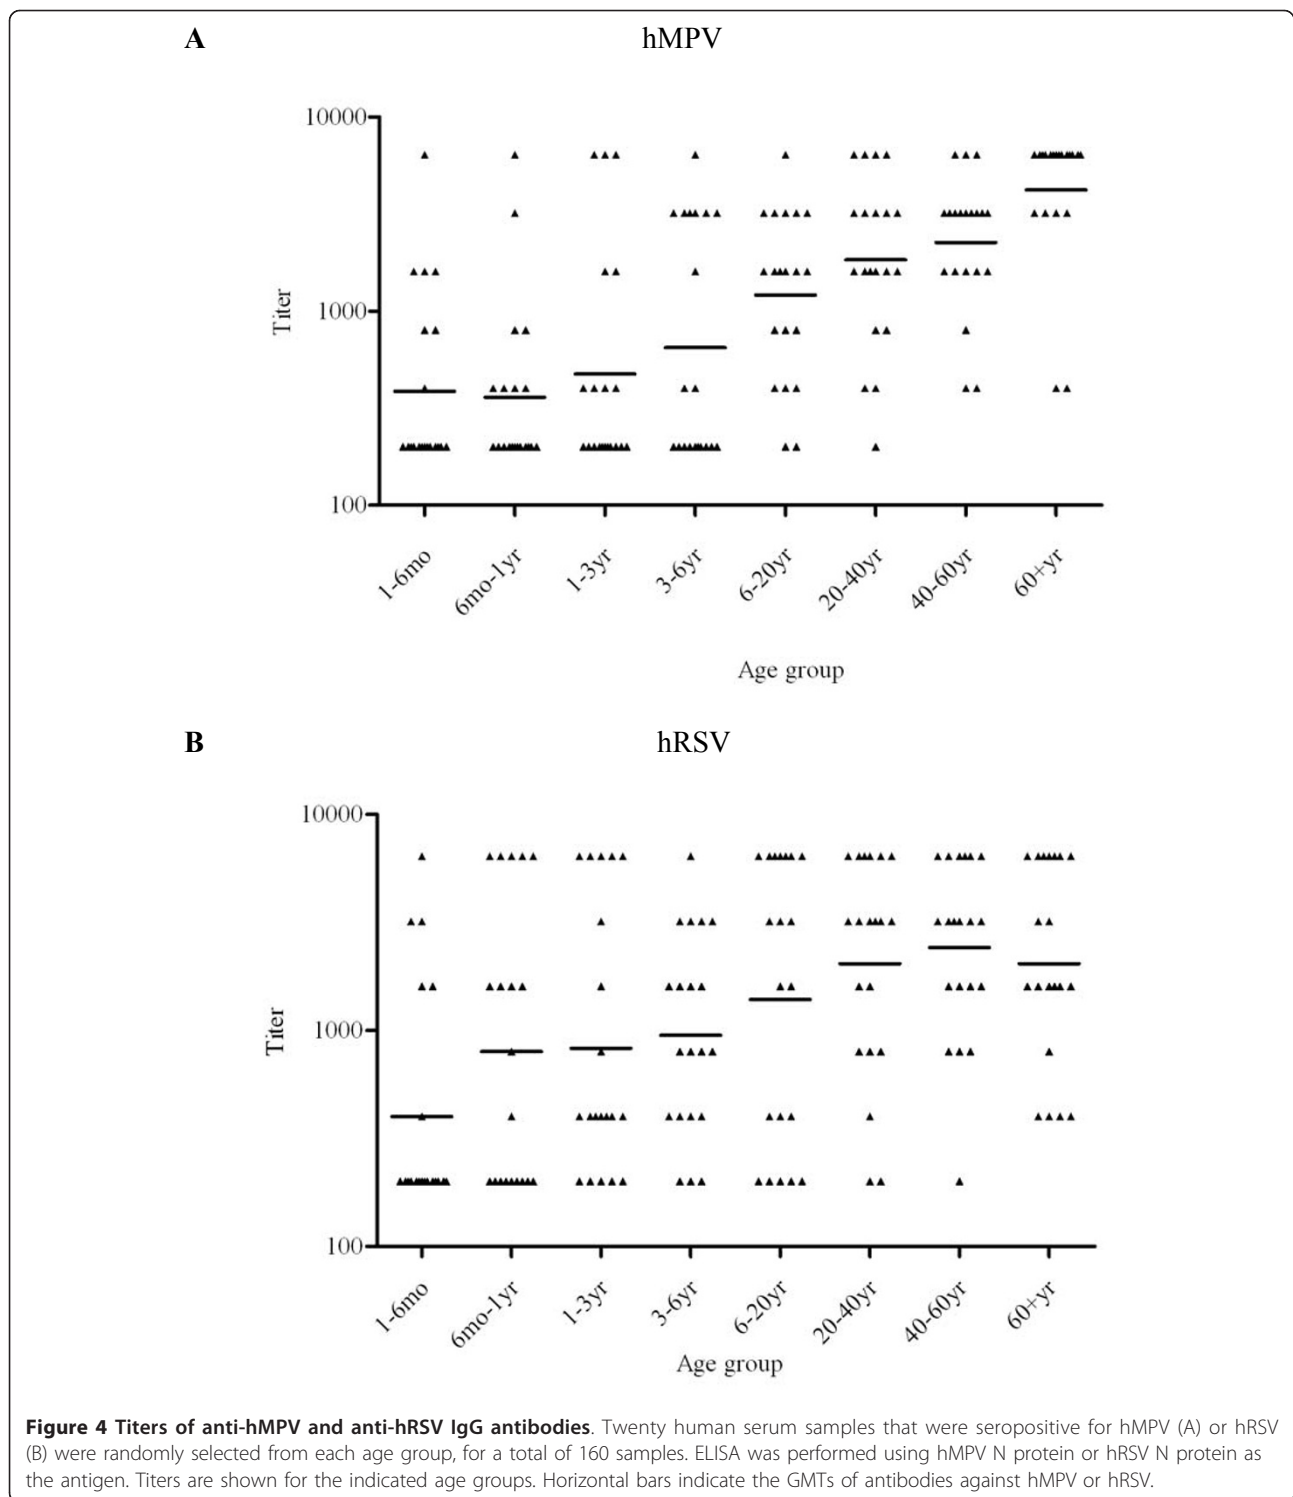 A hMPV
10000
1000
100
Titer
1-6mo 6mo-1yr 1-3yr 3-6yr 6-20yr 20-40yr 40-60yr 60+yr
Age group
B hRSV
10000
1000
100
Titer
1-6mo 6mo-1yr 1-3yr 3-6yr 6-20yr 20-40yr 40-60yr 60+yr
Age group
Figure 4 Titers of anti-hMPV and anti-hRSV IgG antibodies. Twenty human serum samples that were seropositive for hMPV (A) or hRSV
(B) were randomly selected from each age group, for a total of 160 samples. ELISA was performed using hMPV N protein or hRSV N protein as
the antigen. Titers are shown for the indicated age groups. Horizontal bars indicate the GMTs of antibodies against hMPV or hRSV.